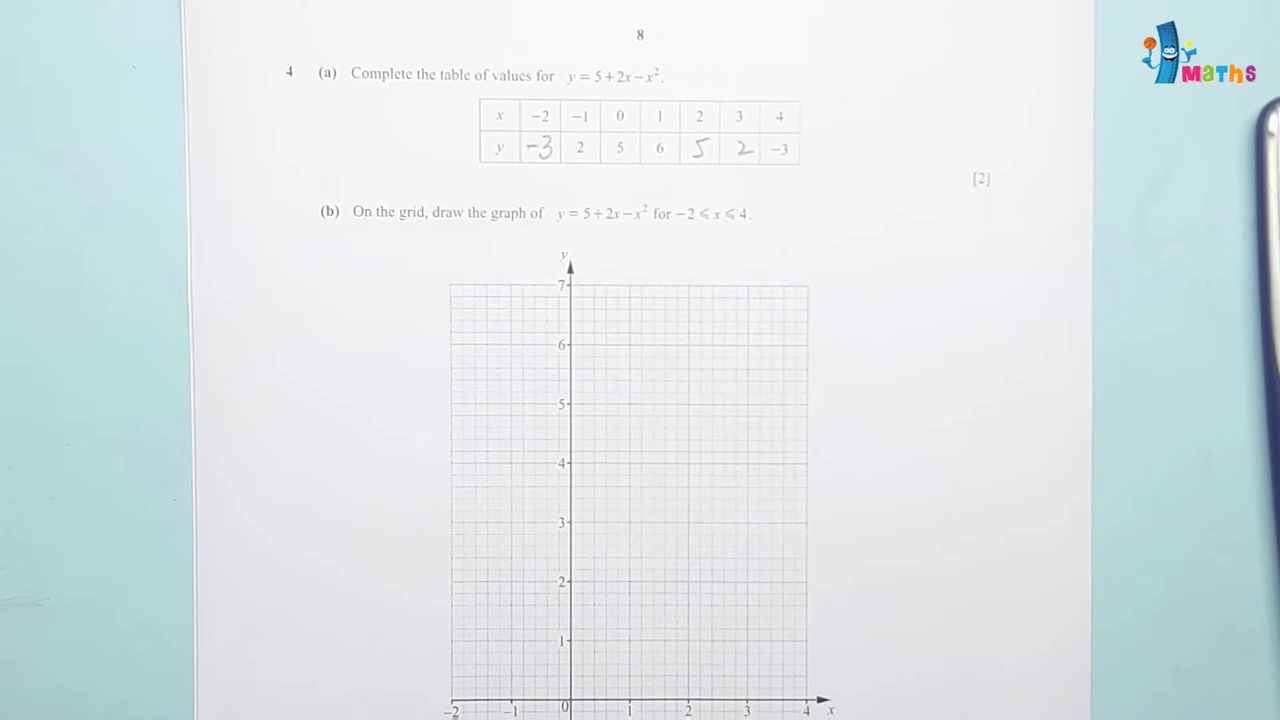 8
Maths
4 (a) Complete the table of values for y = 5 + 2x − x².
x −2 −1 0 1 2 3 4
y −3 2 5 6 5 2 −3
[2]
(b) On the grid, draw the graph of y = 5 + 2x − x² for −2 ⩽ x ⩽ 4.
y
7
6
5
4
3
2
1
−2 −1 0 1 2 3 4 x